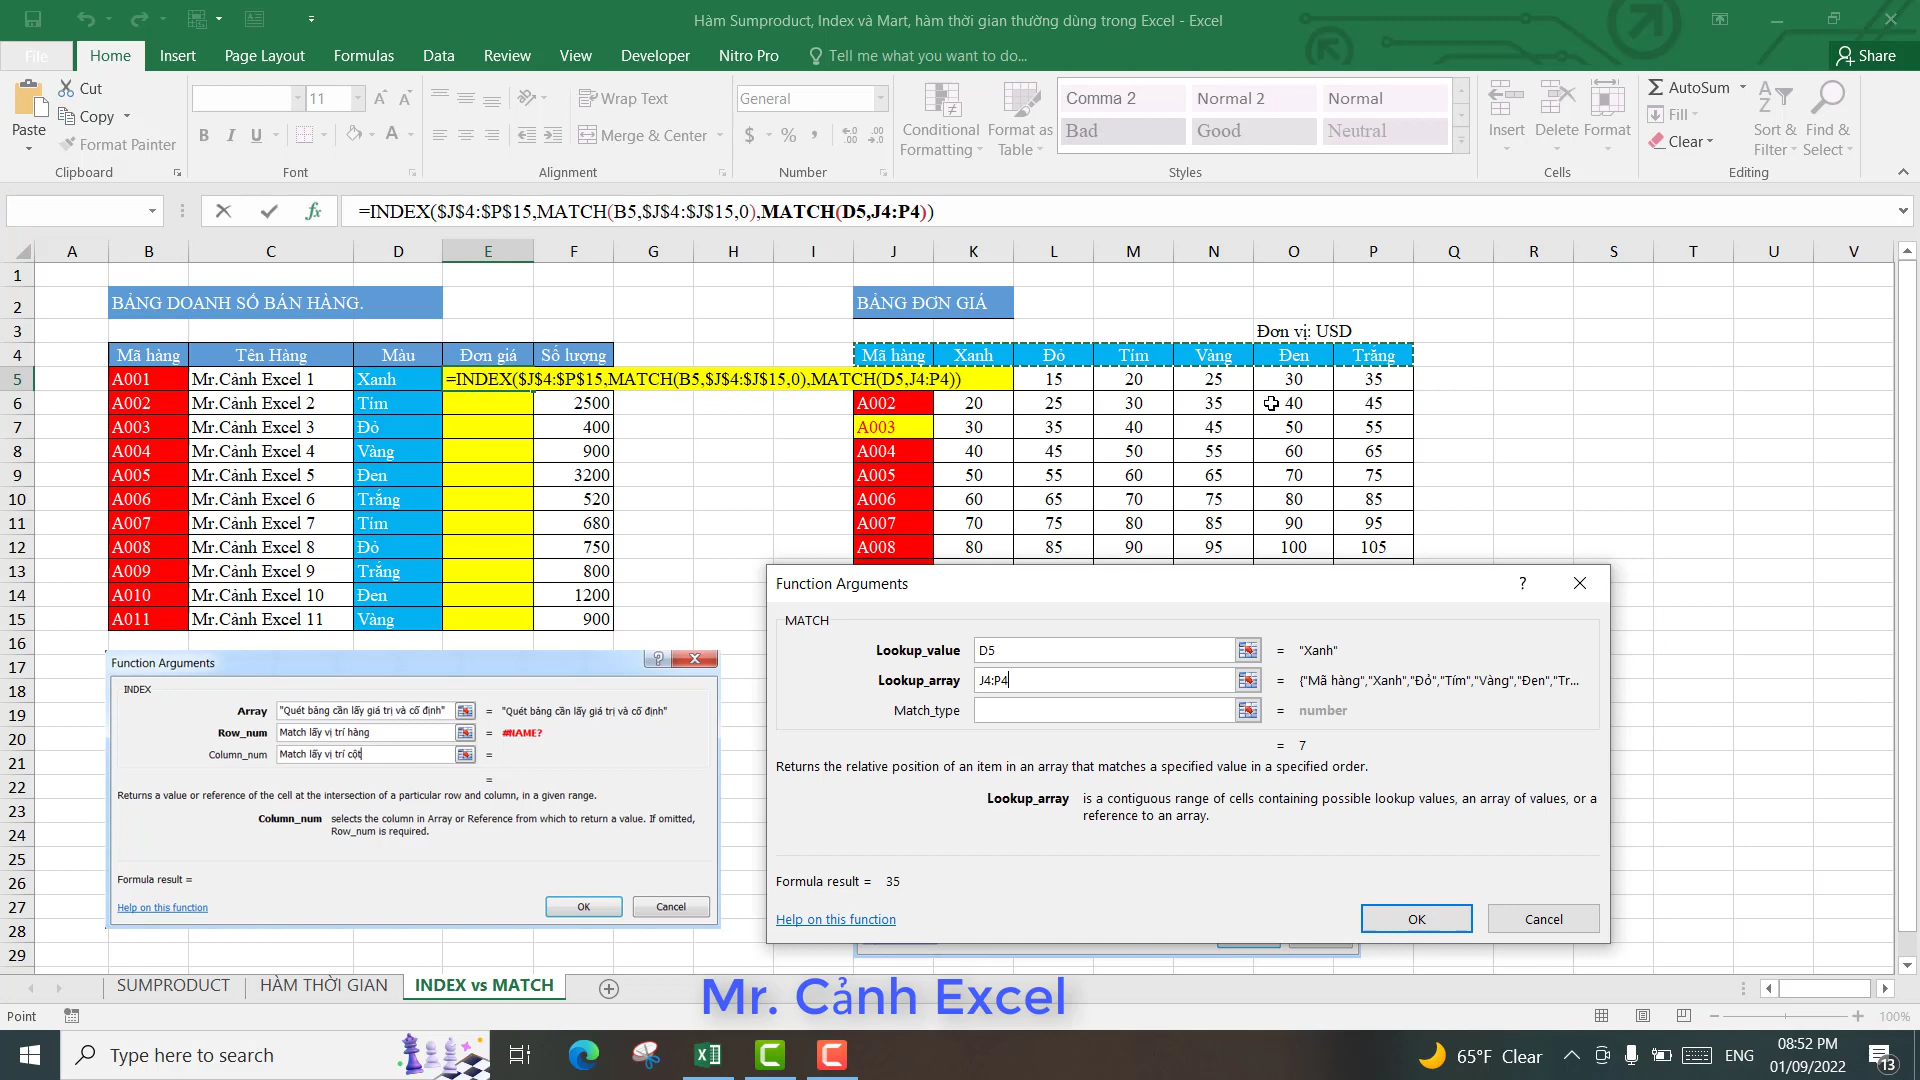 Hàm Sumproduct, Index và Mart, hàm thời gian thường dùng trong Excel - Excel
File Home Insert Page Layout Formulas Data Review View Developer Nitro Pro Tell me what you want to do... Share
Cut
Copy
Format Painter
Paste
Clipboard
11
B I U
Font
Wrap Text
Merge & Center
Alignment
General
$ % ,
Number
Conditional Formatting
Format as Table
Comma 2 Normal 2 Normal
Bad Good Neutral
Styles
Insert Delete Format
Cells
AutoSum
Fill
Clear
Sort & Filter
Find & Select
Editing
=INDEX($J$4:$P$15,MATCH(B5,$J$4:$J$15,0),MATCH(D5,J4:P4))
A B C D E F G H I J K L M N O P Q R S T U V
1
2 BẢNG DOANH SỐ BÁN HÀNG. BẢNG ĐƠN GIÁ
3 Đơn vị: USD
4 Mã hàng Tên Hàng Màu Đơn giá Số lượng Mã hàng Xanh Đỏ Tím Vàng Đen Trắng
5 A001 Mr.Cảnh Excel 1 Xanh =INDEX($J$4:$P$15,MATCH(B5,$J$4:$J$15,0),MATCH(D5,J4:P4)) 15 20 25 30 35
6 A002 Mr.Cảnh Excel 2 Tím 2500 A002 20 25 30 35 40 45
7 A003 Mr.Cảnh Excel 3 Đỏ 400 A003 30 35 40 45 50 55
8 A004 Mr.Cảnh Excel 4 Vàng 900 A004 40 45 50 55 60 65
9 A005 Mr.Cảnh Excel 5 Đen 3200 A005 50 55 60 65 70 75
10 A006 Mr.Cảnh Excel 6 Trắng 520 A006 60 65 70 75 80 85
11 A007 Mr.Cảnh Excel 7 Tím 680 A007 70 75 80 85 90 95
12 A008 Mr.Cảnh Excel 8 Đỏ 750 A008 80 85 90 95 100 105
13 A009 Mr.Cảnh Excel 9 Trắng 800
14 A010 Mr.Cảnh Excel 10 Đen 1200
15 A011 Mr.Cảnh Excel 11 Vàng 900
16
17
18
19
20
21
22
23
24
25
26
27
28
29
Function Arguments
INDEX
Array "Quét bảng cần lấy giá trị và cố định" = "Quét bảng cần lấy giá trị và cố định"
Row_num Match lấy vị trí hàng = #NAME?
Column_num Match lấy vị trí cột =
=
Returns a value or reference of the cell at the intersection of a particular row and column, in a given range.
Column_num selects the column in Array or Reference from which to return a value. If omitted,
Row_num is required.
Formula result =
Help on this function OK Cancel
Function Arguments ?
MATCH
Lookup_value D5 = "Xanh"
Lookup_array J4:P4 = {"Mã hàng","Xanh","Đỏ","Tím","Vàng","Đen","Tr...
Match_type = number
= 7
Returns the relative position of an item in an array that matches a specified value in a specified order.
Lookup_array is a contiguous range of cells containing possible lookup values, an array of values, or a
reference to an array.
Formula result = 35
Help on this function OK Cancel
SUMPRODUCT HÀM THỜI GIAN INDEX vs MATCH
Mr. Cảnh Excel
Point 100%
Type here to search
65°F Clear ENG
08:52 PM
01/09/2022
13